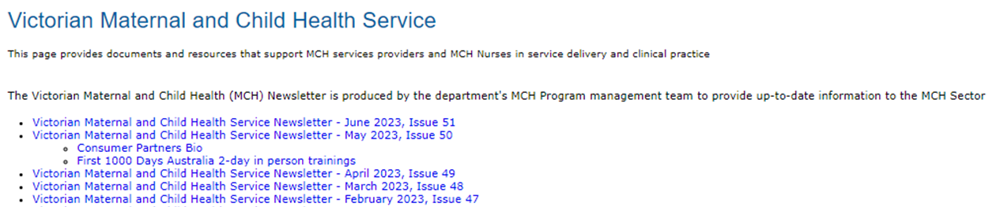 Victorian Maternal and Child Health Service
This page provides documents and resources that support MCH services providers and MCH Nurses in service delivery and clinical practice
The Victorian Maternal and Child Health (MCH) Newsletter is produced by the department's MCH Program management team to provide up-to-date information to the MCH Sector
Victorian Maternal and Child Health Service Newsletter - June 2023, Issue 51
Victorian Maternal and Child Health Service Newsletter - May 2023, Issue 50
Consumer Partners Bio
First 1000 Days Australia 2-day in person trainings
Victorian Maternal and Child Health Service Newsletter - April 2023, Issue 49
Victorian Maternal and Child Health Service Newsletter - March 2023, Issue 48
Victorian Maternal and Child Health Service Newsletter - February 2023, Issue 47